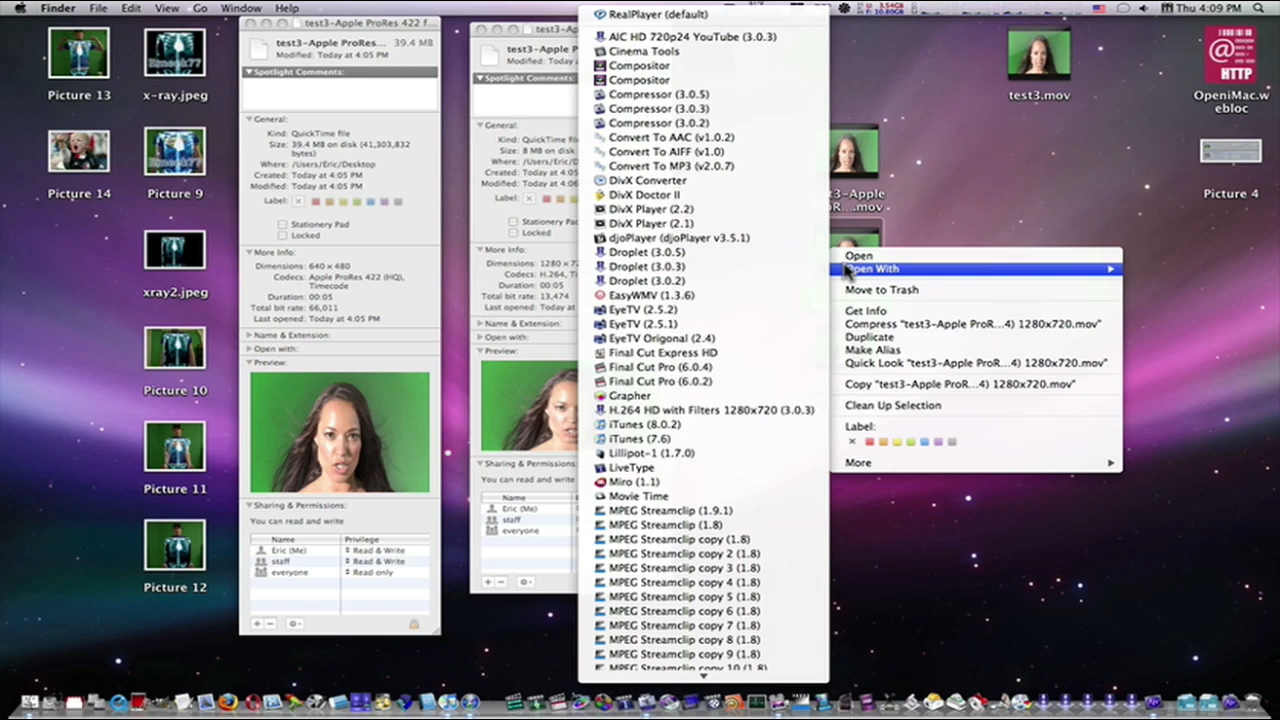 Finder File Edit View Go Window Help
Thu 4:09 PM
Picture 13
x-ray.jpeg
Picture 14
Picture 9
xray2.jpeg
Picture 10
Picture 11
Picture 12
test3-Apple ProRes 422 f...
test3-Apple ProRes... 39.4 MB
Modified: Today at 4:05 PM
Spotlight Comments:
General:
Kind: QuickTime file
Size: 39.4 MB on disk (41,303,832
bytes)
Where: /Users/Eric/Desktop
Created: Today at 4:05 PM
Modified: Today at 4:05 PM
Label:
Stationery Pad
Locked
More Info:
Dimensions: 640 x 480
Codecs: Apple ProRes 422 (HQ),
Timecode
Duration: 00:05
Total bit rate: 66,011
Last opened: Today at 4:05 PM
Name & Extension:
Open with:
Preview:
Sharing & Permissions:
You can read and write
Name Privilege
Eric (Me) Read & Write
staff Read & Write
everyone Read only
test3-Ap
test3-Apple P
Modified: Today
Spotlight Comments:
General:
Kind: QuickTime
Size: 8 MB on disk
Where: /Users/Eric
Created: Today at 4:05
Modified: Today at 4:06
Label:
Stationery
Locked
More Info:
Dimensions: 1280 x 7
Codecs: H.264, Ti
Duration: 00:05
Total bit rate: 13,474
Last opened: Today at
Name & Extension:
Open with:
Preview:
Sharing & Permissions:
You can read and write
Name
Eric (Me)
staff
everyone
RealPlayer (default)
AIC HD 720p24 YouTube (3.0.3)
Cinema Tools
Compositor
Compositor
Compressor (3.0.5)
Compressor (3.0.3)
Compressor (3.0.2)
Convert To AAC (v1.0.2)
Convert To AIFF (v1.0)
Convert To MP3 (v2.0.7)
DivX Converter
DivX Doctor II
DivX Player (2.2)
DivX Player (2.1)
djoPlayer (djoPlayer v3.5.1)
Droplet (3.0.5)
Droplet (3.0.3)
Droplet (3.0.2)
EasyWMV (1.3.6)
EyeTV (2.5.2)
EyeTV (2.5.1)
EyeTV Origonal (2.4)
Final Cut Express HD
Final Cut Pro (6.0.4)
Final Cut Pro (6.0.2)
Grapher
H.264 HD with Filters 1280x720 (3.0.3)
iTunes (8.0.2)
iTunes (7.6)
Lillipot-1 (1.7.0)
LiveType
Miro (1.1)
Movie Time
MPEG Streamclip (1.9.1)
MPEG Streamclip (1.8)
MPEG Streamclip copy (1.8)
MPEG Streamclip copy 2 (1.8)
MPEG Streamclip copy 3 (1.8)
MPEG Streamclip copy 4 (1.8)
MPEG Streamclip copy 5 (1.8)
MPEG Streamclip copy 6 (1.8)
MPEG Streamclip copy 7 (1.8)
MPEG Streamclip copy 8 (1.8)
MPEG Streamclip copy 9 (1.8)
MPEG Streamclip copy 10 (1.8)
Open
Open With
Move to Trash
Get Info
Compress "test3-Apple ProR...4) 1280x720.mov"
Duplicate
Make Alias
Quick Look "test3-Apple ProR...4) 1280x720.mov"
Copy "test3-Apple ProR...4) 1280x720.mov"
Clean Up Selection
Label:
More
test3.mov
@
HTTP
OpeniMac.w
ebloc
Picture 4